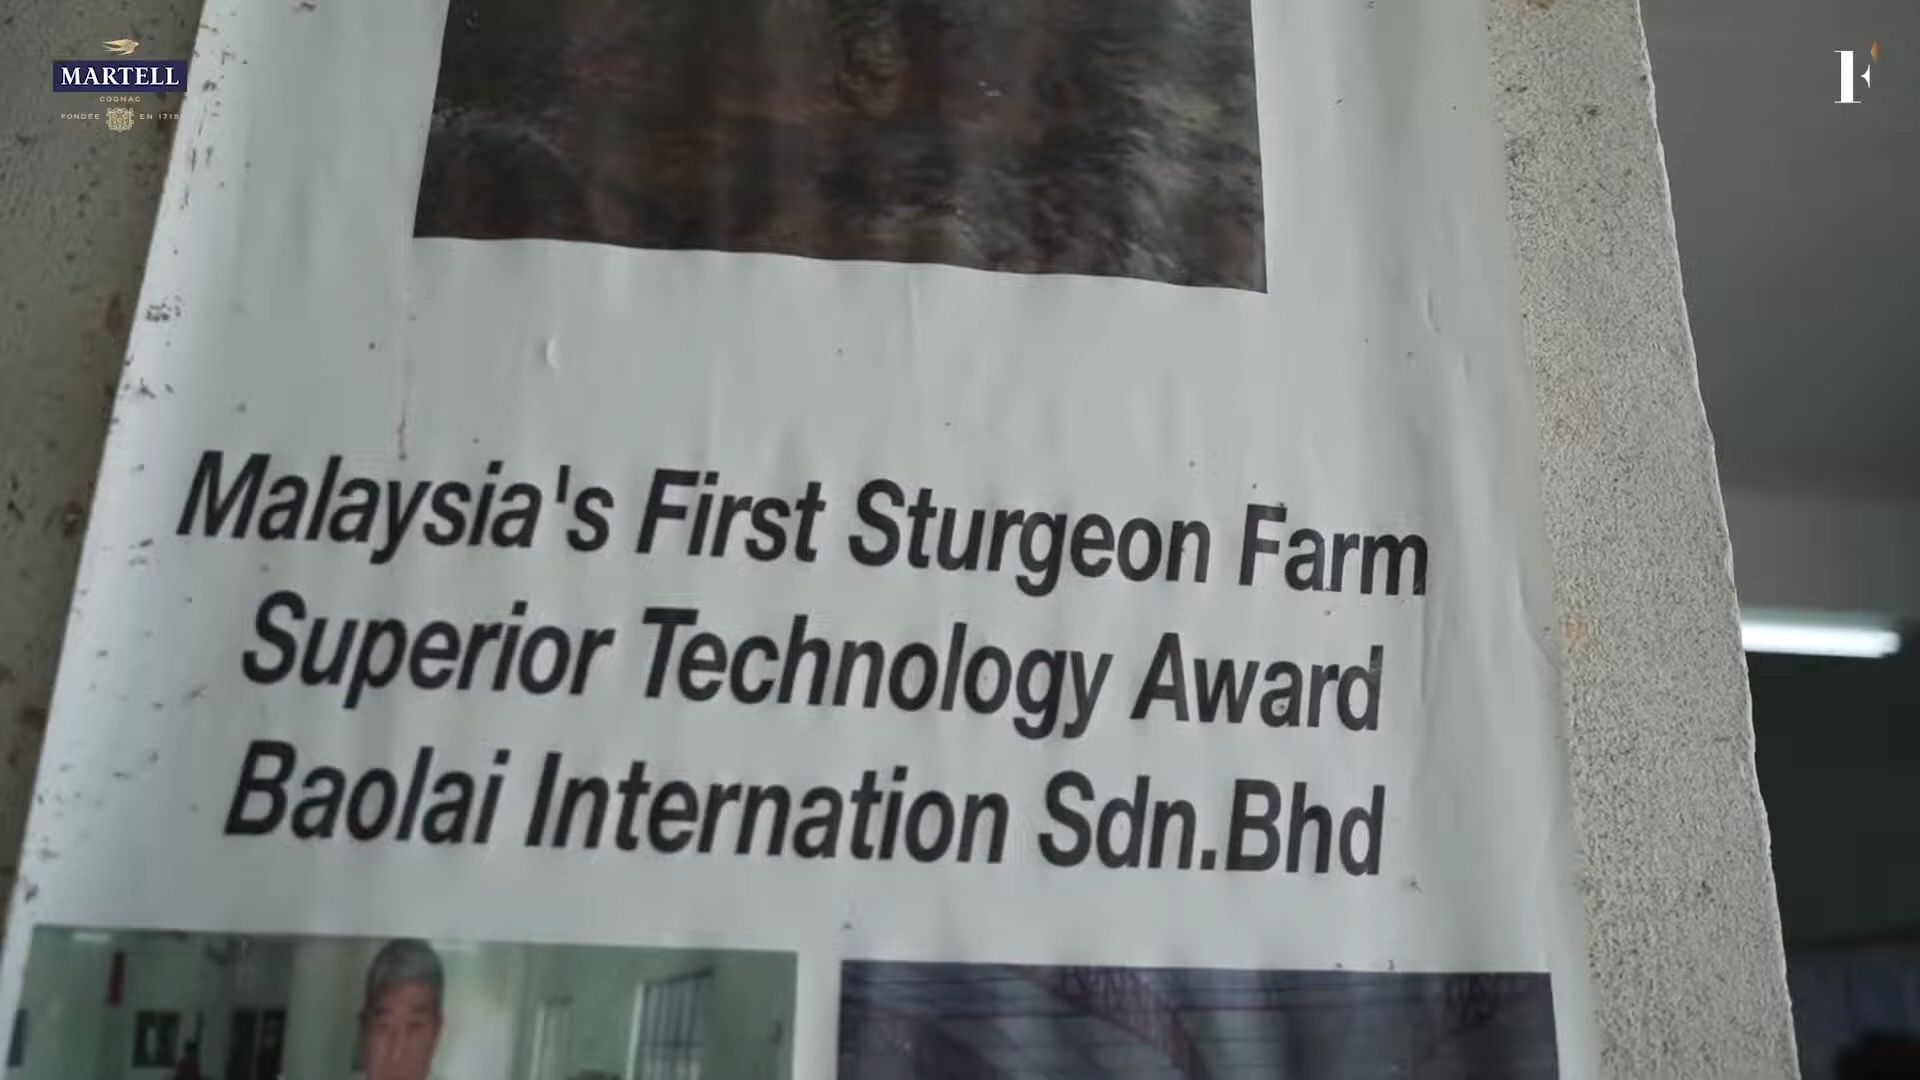 MARTELL
COGNAC
FONDÉE EN 1715
F
Malaysia's First Sturgeon Farm
Superior Technology Award
Baolai Internation Sdn.Bhd